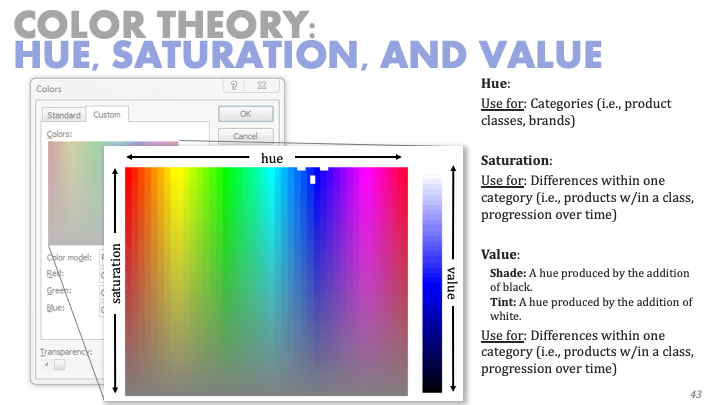 COLOR THEORY:
HUE, SATURATION, AND VALUE
Colors
?
Standard
Custom
OK
Cancel
Colors:
hue
saturation
value
Color model:
Red:
Green:
Blue:
Transparency:
Hue:
Use for: Categories (i.e., product
classes, brands)
Saturation:
Use for: Differences within one
category (i.e., products w/in a class,
progression over time)
Value:
Shade: A hue produced by the addition
of black.
Tint: A hue produced by the addition of
white.
Use for: Differences within one
category (i.e., products w/in a class,
progression over time)
43